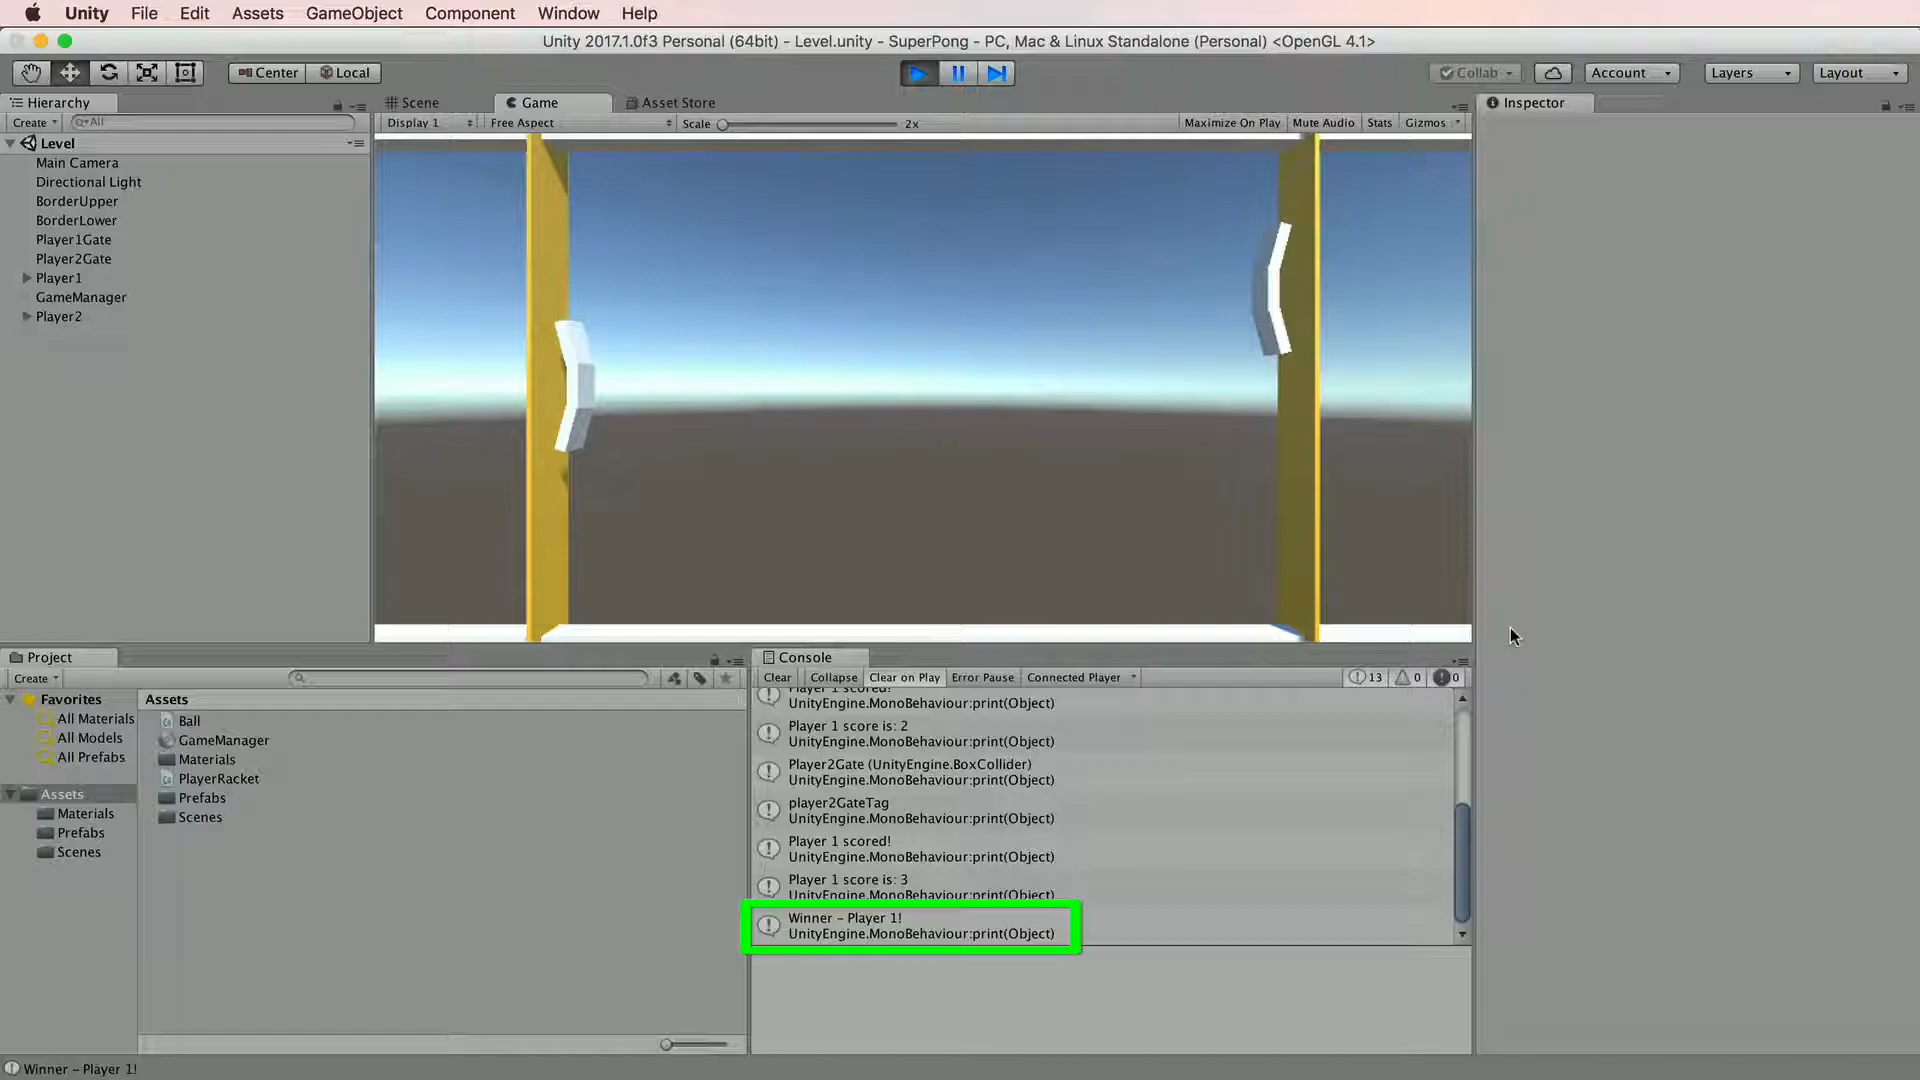 Unity File Edit Assets GameObject Component Window Help
Unity 2017.1.0f3 Personal (64bit) - Level.unity - SuperPong - PC, Mac & Linux Standalone (Personal) <OpenGL 4.1>
Center Local Collab Account Layers Layout
Hierarchy Scene Game Asset Store Inspector
Create All Display 1 Free Aspect Scale 2x Maximize On Play Mute Audio Stats Gizmos
Level
Main Camera
Directional Light
BorderUpper
BorderLower
Player1Gate
Player2Gate
Player1
GameManager
Player2
Project
Create
Favorites
All Materials
All Models
All Prefabs
Assets
Materials
Prefabs
Scenes
Assets
Ball
GameManager
Materials
PlayerRacket
Prefabs
Scenes
Console
Clear Collapse Clear on Play Error Pause Connected Player 13 0 0
Player 1 scored!
UnityEngine.MonoBehaviour:print(Object)
Player 1 score is: 2
UnityEngine.MonoBehaviour:print(Object)
Player2Gate (UnityEngine.BoxCollider)
UnityEngine.MonoBehaviour:print(Object)
player2GateTag
UnityEngine.MonoBehaviour:print(Object)
Player 1 scored!
UnityEngine.MonoBehaviour:print(Object)
Player 1 score is: 3
UnityEngine.MonoBehaviour:print(Object)
Winner - Player 1!
UnityEngine.MonoBehaviour:print(Object)
Winner - Player 1!